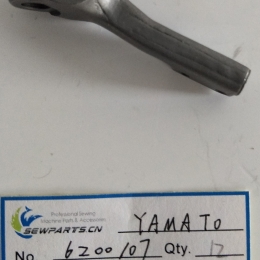 Professional Sewing
Machine Parts & Accessories
SEWPARTS.CN
YAMATO
No 6200107 Qty. 12